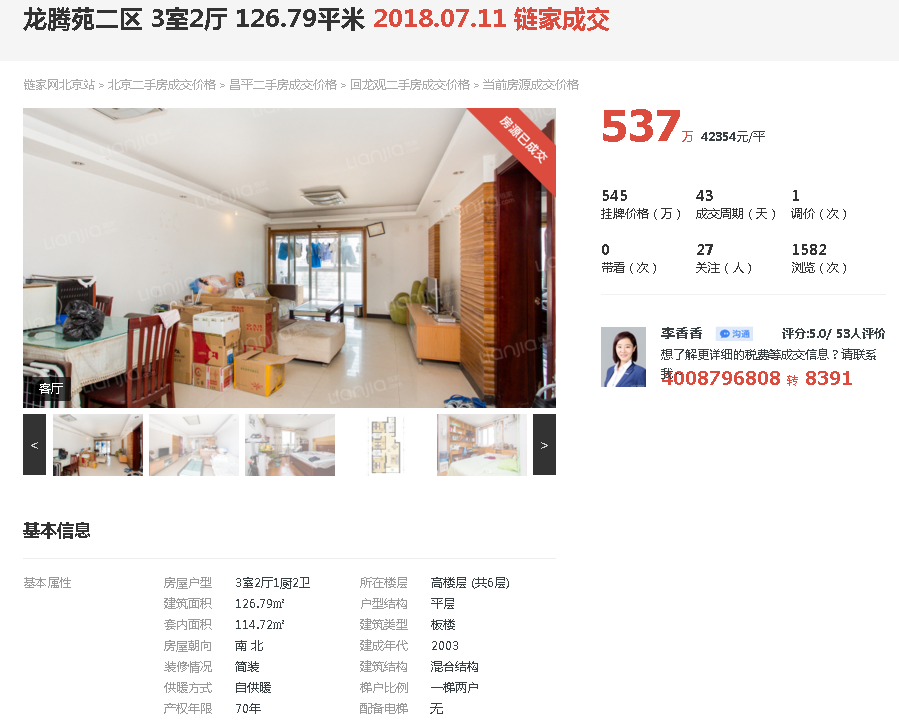 龙腾苑二区 3室2厅 126.79平米 2018.07.11 链家成交
链家网北京站 > 北京二手房成交价格 > 昌平二手房成交价格 > 回龙观二手房成交价格 > 当前房源成交价格
房源已成交
lianjia
客厅
<
>
537万 42354元/平
545 43 1
挂牌价格（万） 成交周期（天） 调价（次）
0 27 1582
带看（次） 关注（人） 浏览（次）
李香香 沟通 评分:5.0/ 53人评价
想了解更详细的税费等成交信息？请联系
我~
4008796808 转 8391
基本信息
基本属性 房屋户型 3室2厅1厨2卫 所在楼层 高楼层 (共6层)
建筑面积 126.79㎡ 户型结构 平层
套内面积 114.72㎡ 建筑类型 板楼
房屋朝向 南 北 建成年代 2003
装修情况 简装 建筑结构 混合结构
供暖方式 自供暖 梯户比例 一梯两户
产权年限 70年 配备电梯 无